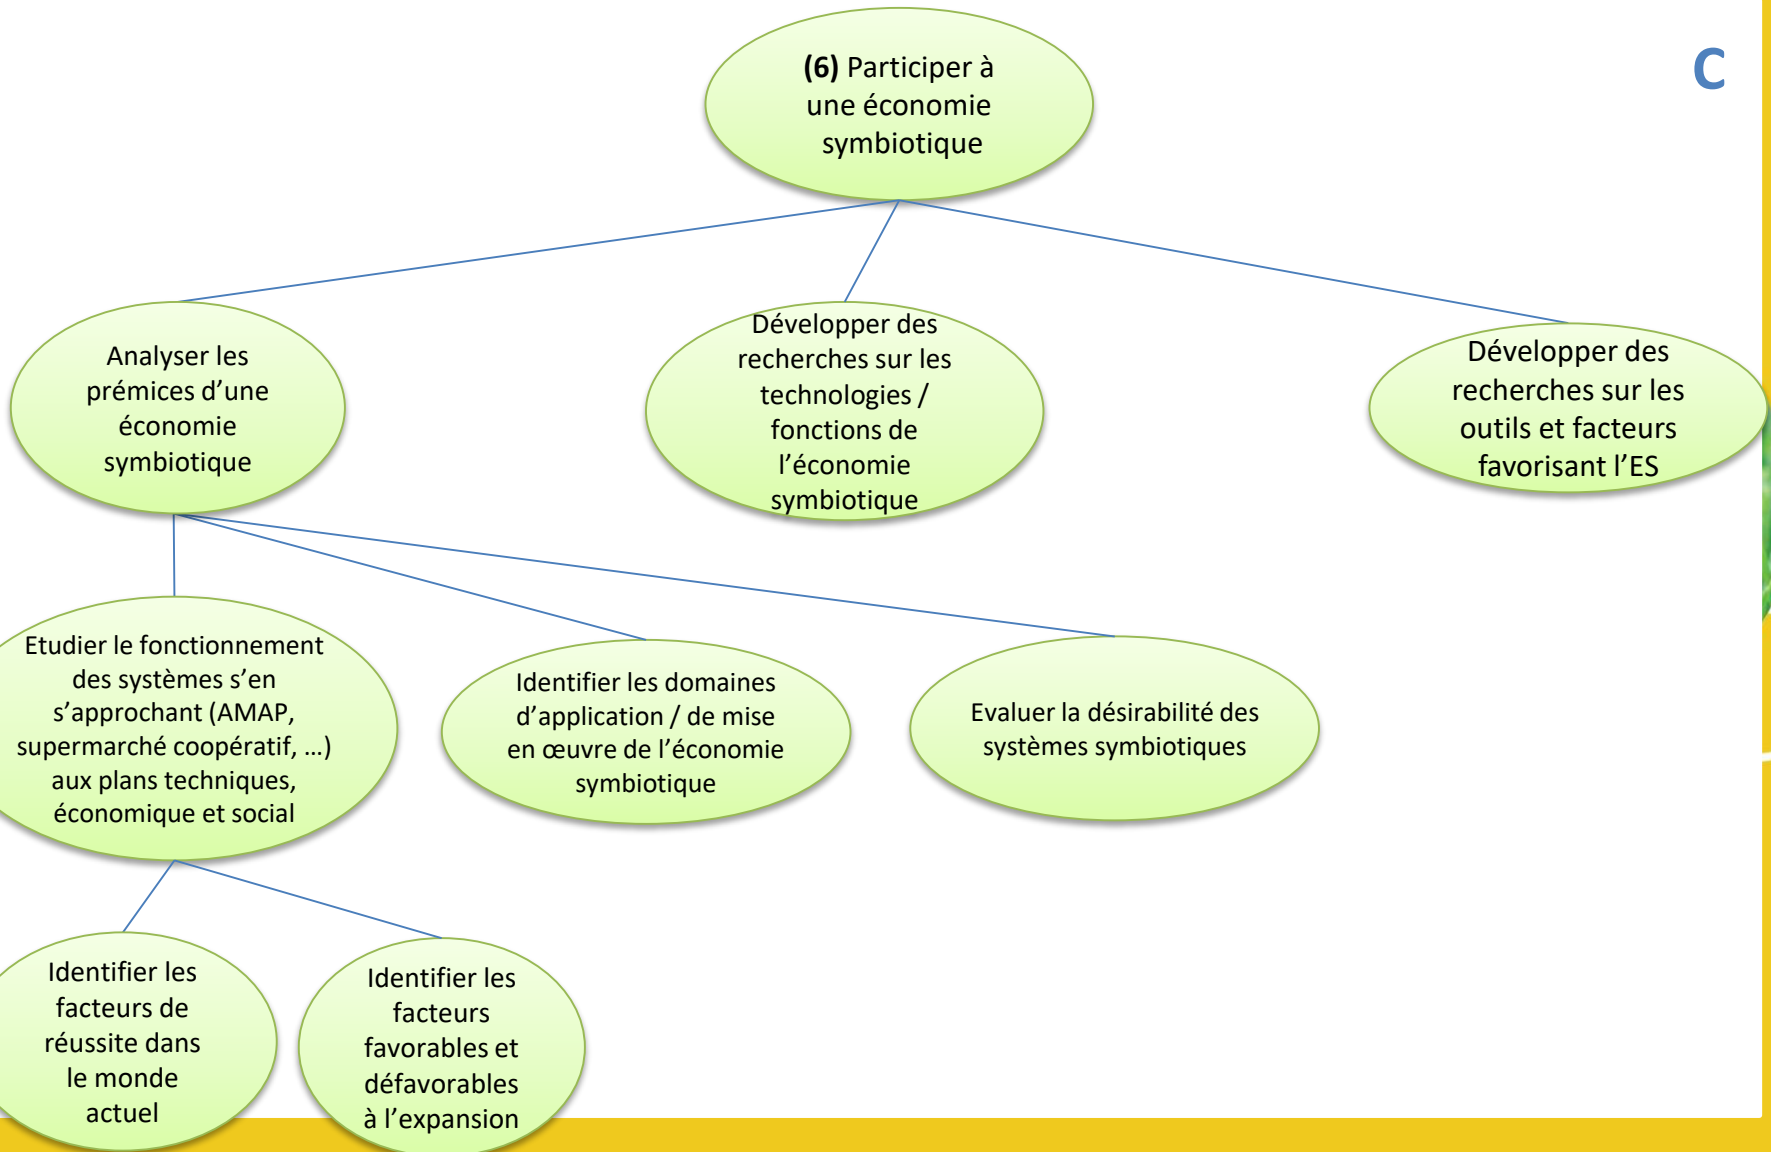 (6) Participer à
une économie
symbiotique
C
Analyser les
prémices d’une
économie
symbiotique
Développer des
recherches sur les
technologies /
fonctions de
l’économie
symbiotique
Développer des
recherches sur les
outils et facteurs
favorisant l’ES
Etudier le fonctionnement
des systèmes s’en
s’approchant (AMAP,
supermarché coopératif, …)
aux plans techniques,
économique et social
Identifier les domaines
d’application / de mise
en œuvre de l’économie
symbiotique
Evaluer la désirabilité des
systèmes symbiotiques
Identifier les
facteurs de
réussite dans
le monde
actuel
Identifier les
facteurs
favorables et
défavorables
à l’expansion